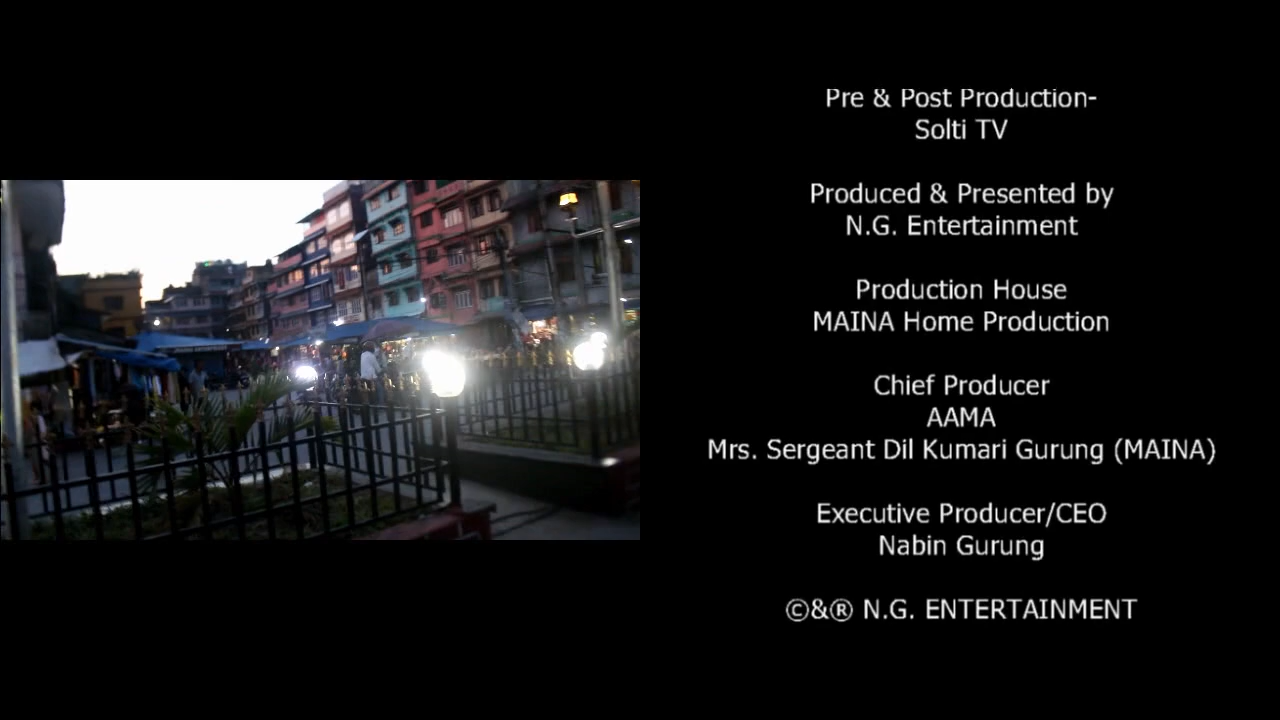 Pre & Post Production-
Solti TV
Produced & Presented by
N.G. Entertainment
Production House
MAINA Home Production
Chief Producer
AAMA
Mrs. Sergeant Dil Kumari Gurung (MAINA)
Executive Producer/CEO
Nabin Gurung
©&® N.G. ENTERTAINMENT